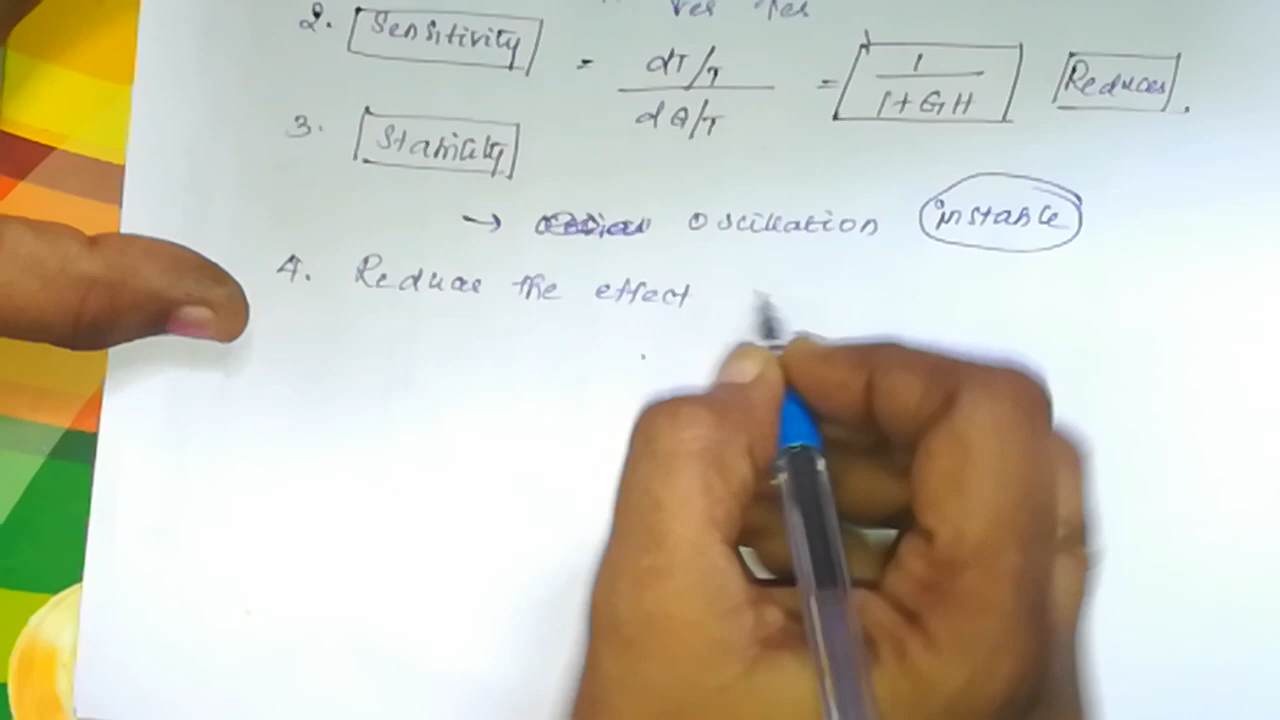 2. Sensitivity = dT/T / dG/T = 1 / 1+GH Reduces.
3. Stability
→ Oscillation instable
4. Reduce the effect